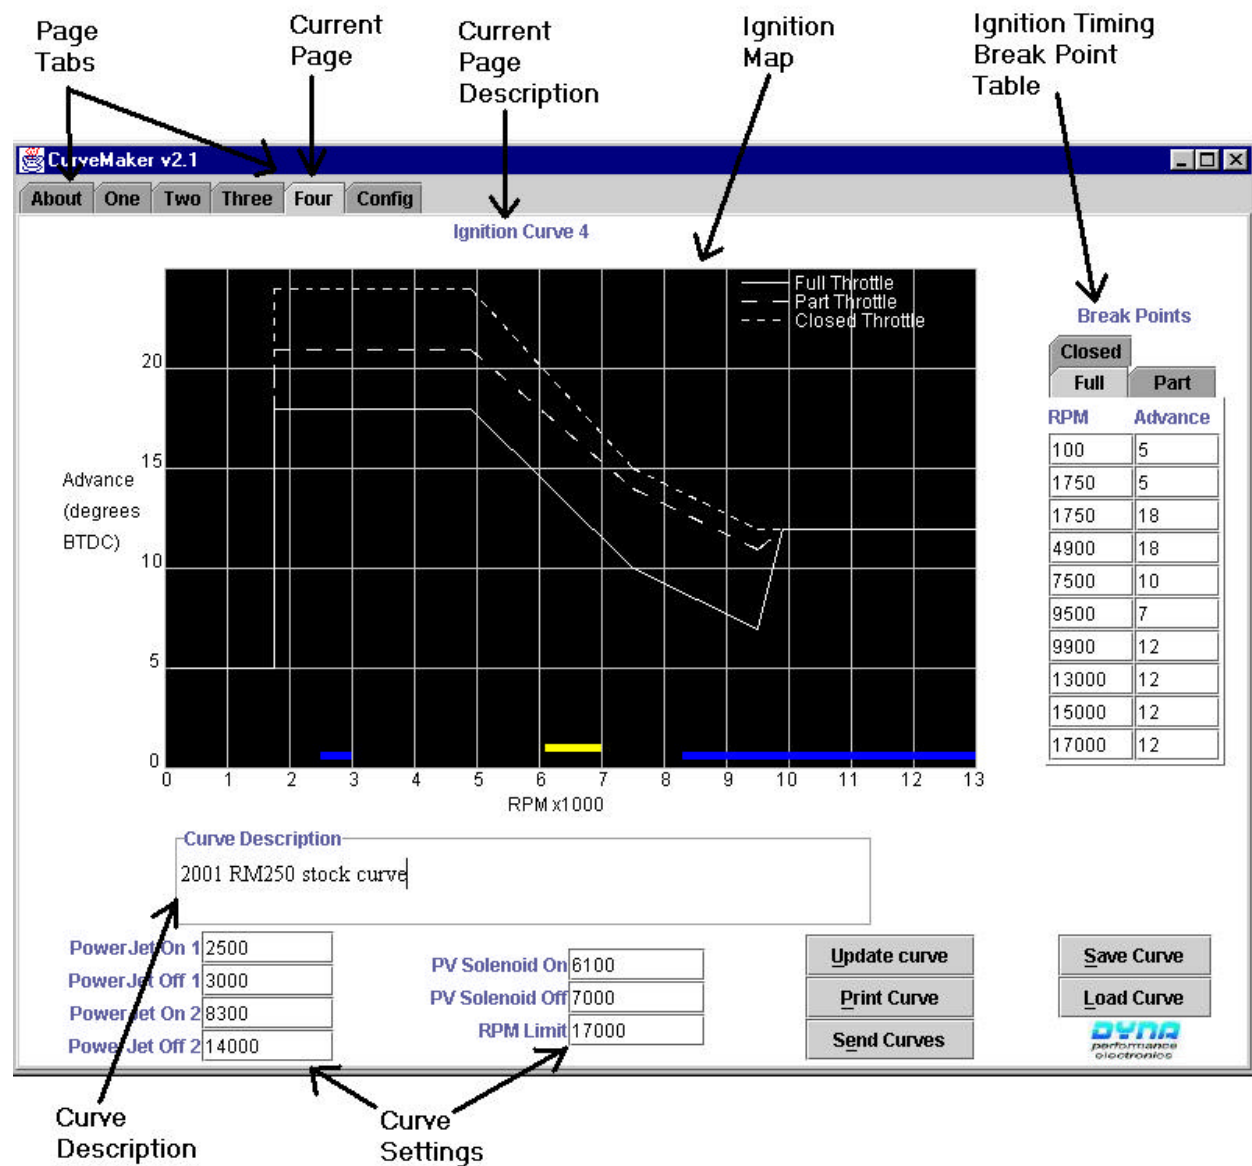 Page
Tabs
Current
Page
Current
Page
Description
Ignition
Map
Ignition Timing
Break Point
Table
CurveMaker v2.1
About One Two Three Four Config
Ignition Curve 4
Full Throttle
Part Throttle
Closed Throttle
20
15
10
5
0
Advance
(degrees
BTDC)
0 1 2 3 4 5 6 7 8 9 10 11 12 13
RPM x1000
Break Points
Closed
Full Part
RPM Advance
100 5
1750 5
1750 18
4900 18
7500 10
9500 7
9900 12
13000 12
15000 12
17000 12
Curve Description
2001 RM250 stock curve
PowerJet On 1 2500
PowerJet Off 1 3000
PowerJet On 2 8300
PowerJet Off 2 14000
PV Solenoid On 6100
PV Solenoid Off 7000
RPM Limit 17000
Update curve
Print Curve
Send Curves
Save Curve
Load Curve
DYNA
performance
electronics
Curve
Description
Curve
Settings